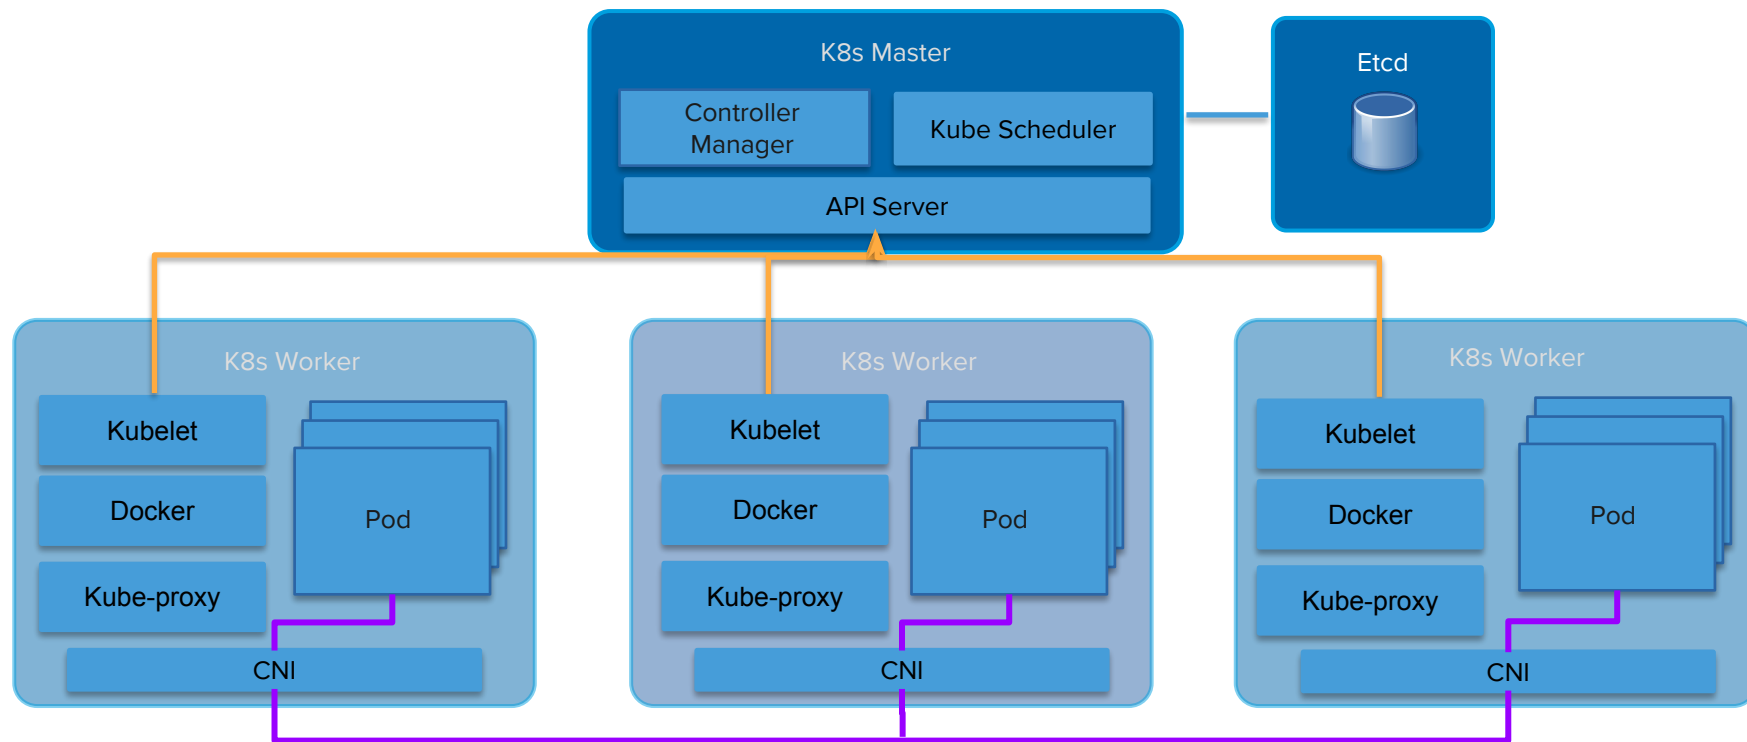 K8s Master
Etcd
Controller
Manager
Kube Scheduler
API Server
K8s Worker
Kubelet
Docker
Kube-proxy
Pod
CNI
K8s Worker
Kubelet
Docker
Kube-proxy
Pod
CNI
K8s Worker
Kubelet
Docker
Kube-proxy
Pod
CNI